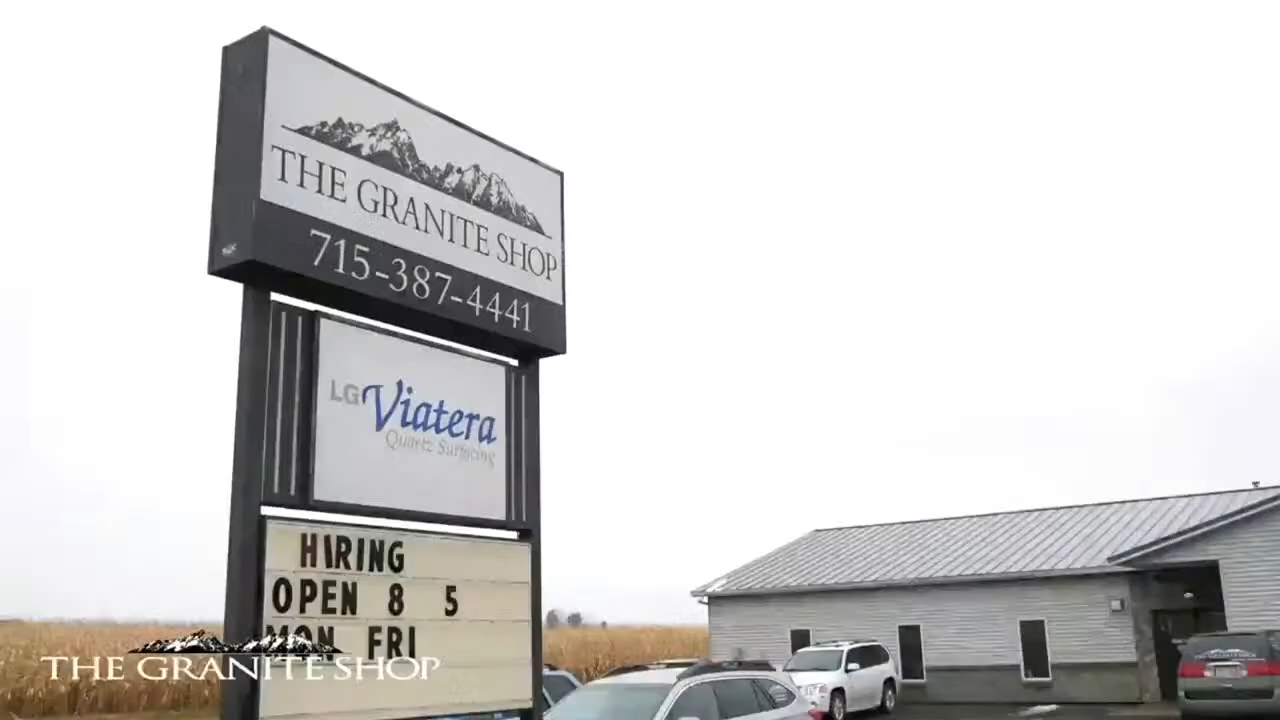 THE GRANITE SHOP
715-387-4441
LG Viatera
Quartz Surfacing
HIRING
OPEN 8 5
MON FRI
THE GRANITE SHOP